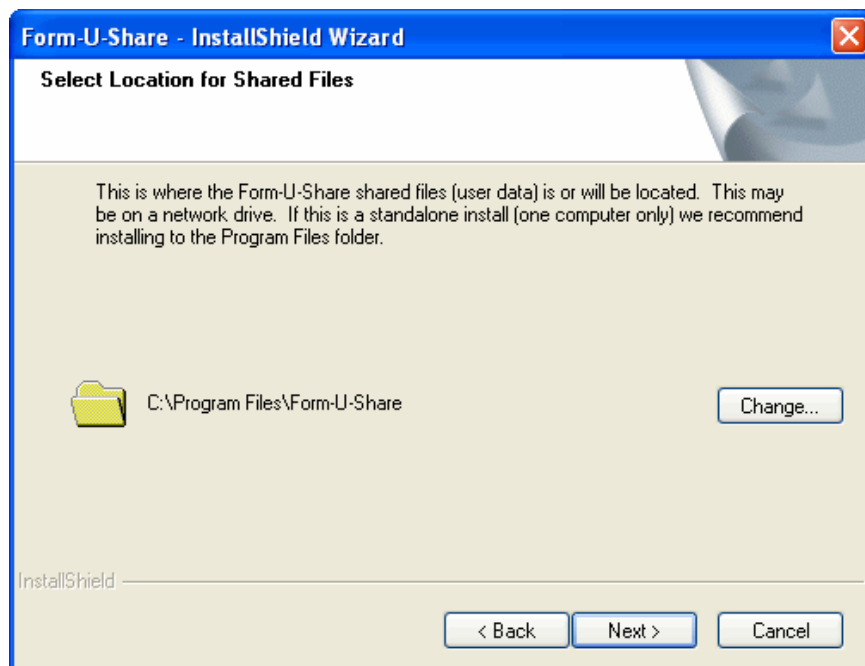 Form-U-Share - InstallShield Wizard
Select Location for Shared Files
This is where the Form-U-Share shared files (user data) is or will be located.  This may
be on a network drive.  If this is a standalone install (one computer only) we recommend
installing to the Program Files folder.
C:\Program Files\Form-U-Share
Change...
InstallShield
< Back
Next >
Cancel